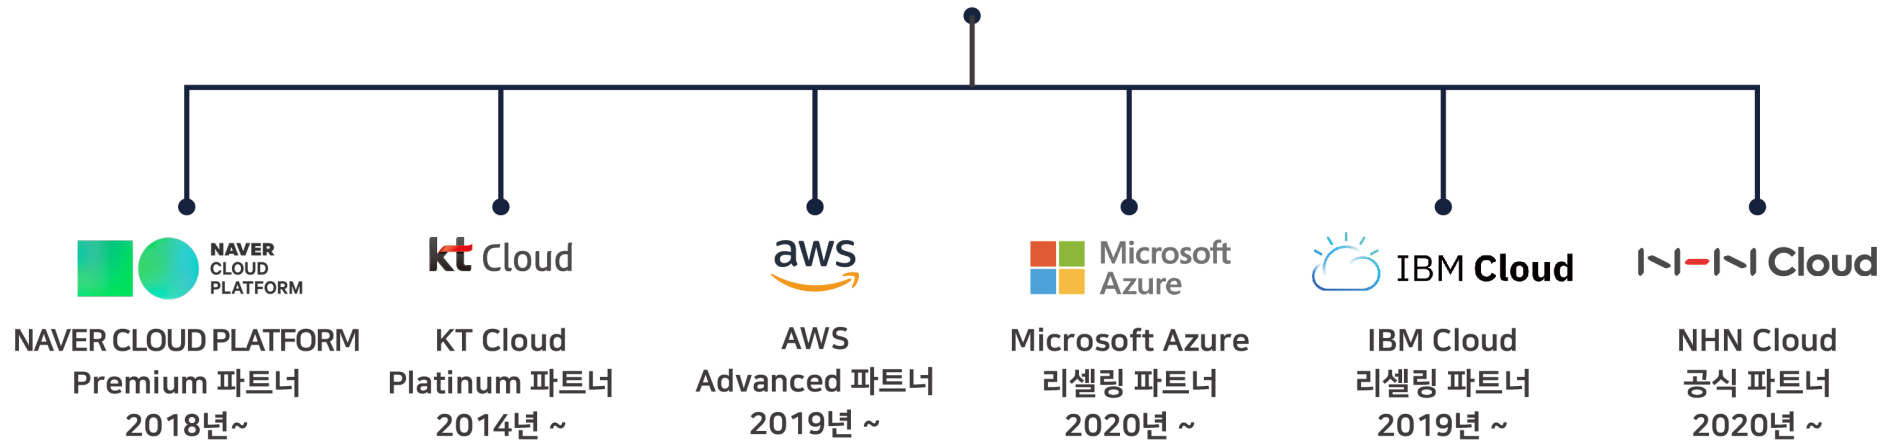 NAVER
CLOUD
PLATFORM
NAVER CLOUD PLATFORM
Premium 파트너
2018년~
kt Cloud
KT Cloud
Platinum 파트너
2014년 ~
aws
AWS
Advanced 파트너
2019년 ~
Microsoft
Azure
Microsoft Azure
리셀링 파트너
2020년 ~
IBM Cloud
IBM Cloud
리셀링 파트너
2019년 ~
NHN Cloud
NHN Cloud
공식 파트너
2020년 ~